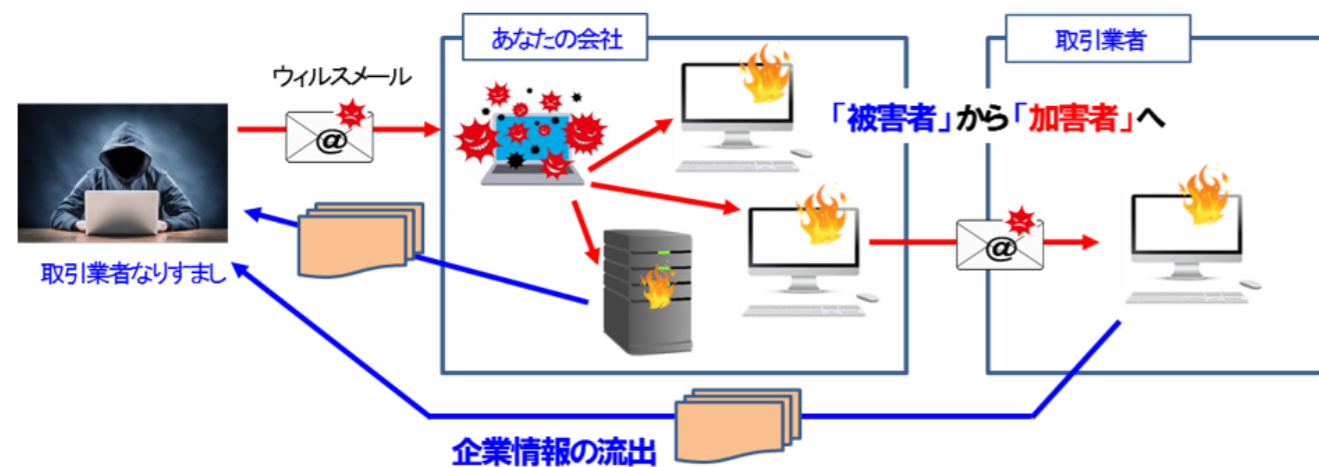 あなたの会社
取引業者
ウィルスメール
「被害者」から「加害者」へ
@
@
取引業者なりすまし
企業情報の流出